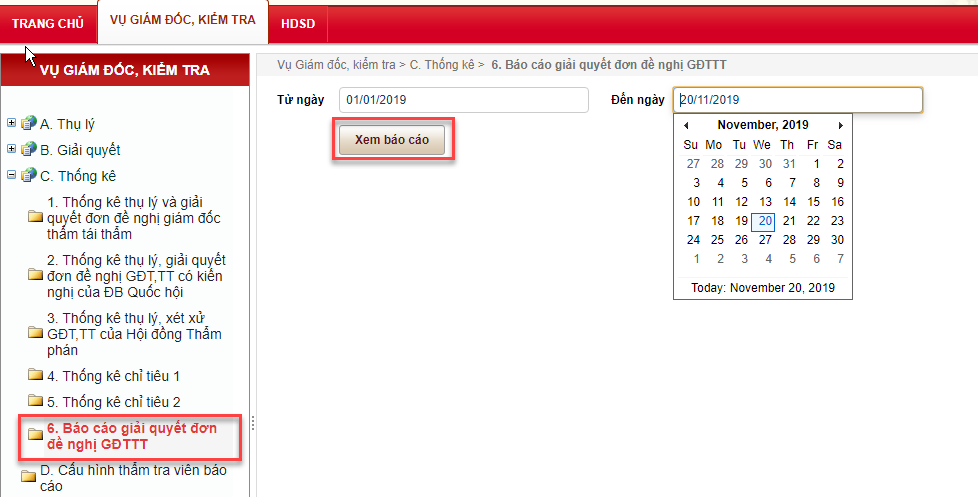 TRANG CHỦ
VỤ GIÁM ĐỐC, KIỂM TRA
HDSD
VỤ GIÁM ĐỐC, KIỂM TRA
A. Thụ lý
B. Giải quyết
C. Thống kê
1. Thống kê thụ lý và giải
quyết đơn đề nghị giám đốc
thẩm tái thẩm
2. Thống kê thụ lý, giải quyết
đơn đề nghị GĐT,TT có kiến
nghị của ĐB Quốc hội
3. Thống kê thụ lý, xét xử
GĐT,TT của Hội đồng Thẩm
phán
4. Thống kê chỉ tiêu 1
5. Thống kê chỉ tiêu 2
6. Báo cáo giải quyết đơn
đề nghị GĐTTT
D. Cấu hình thẩm tra viên báo
cáo
Vụ Giám đốc, kiểm tra > C. Thống kê > 6. Báo cáo giải quyết đơn đề nghị GĐTTT
Từ ngày 01/01/2019 Đến ngày 20/11/2019
Xem báo cáo
November, 2019
Su Mo Tu We Th Fr Sa
27 28 29 30 31 1 2
3 4 5 6 7 8 9
10 11 12 13 14 15 16
17 18 19 20 21 22 23
24 25 26 27 28 29 30
1 2 3 4 5 6 7
Today: November 20, 2019